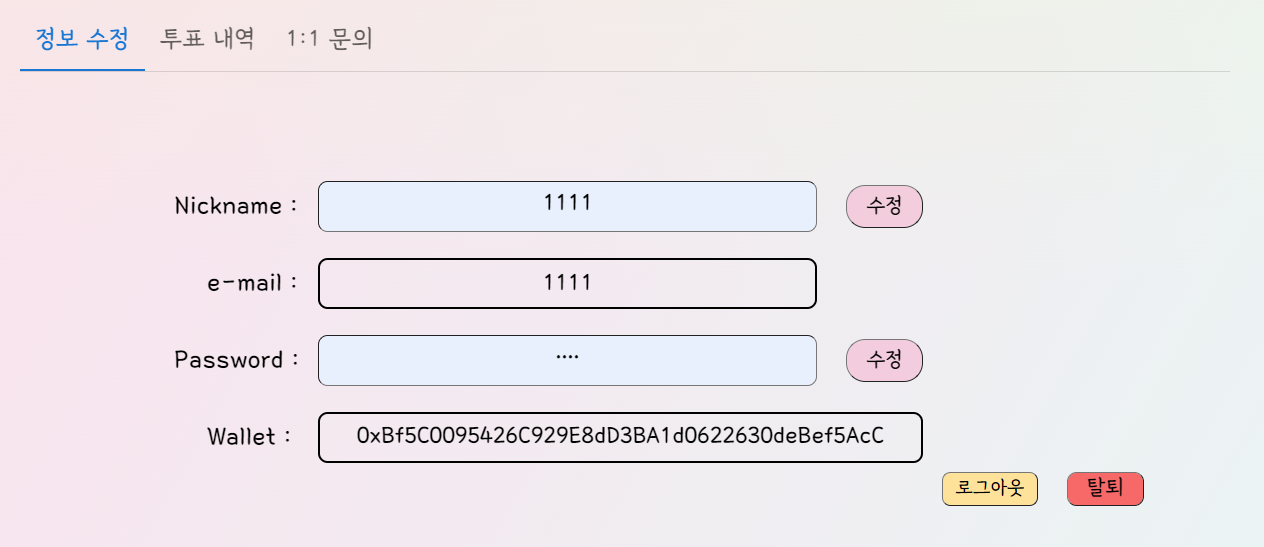 정보 수정 투표 내역 1:1 문의
Nickname : 1111 수정
e-mail : 1111
Password : •••• 수정
Wallet : 0xBf5C0095426C929E8dD3BA1d0622630deBef5AcC
로그아웃 탈퇴